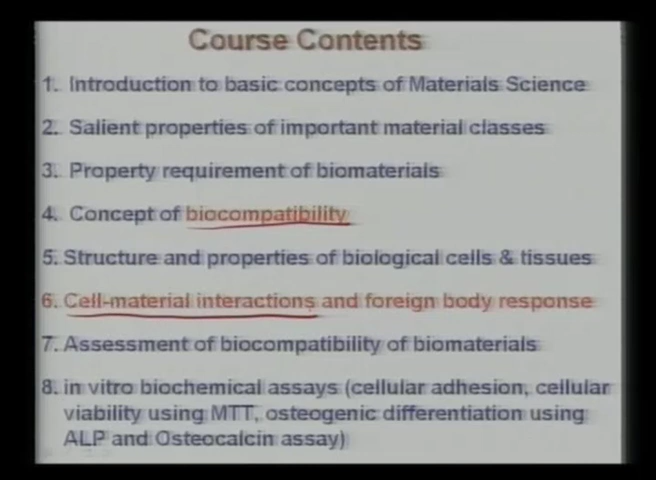 Course Contents
1. Introduction to basic concepts of Materials Science
2. Salient properties of important material classes
3. Property requirement of biomaterials
4. Concept of biocompatibility
5. Structure and properties of biological cells & tissues
6. Cell-material interactions and foreign body response
7. Assessment of biocompatibility of biomaterials
8. in vitro biochemical assays (cellular adhesion, cellular
viability using MTT, osteogenic differentiation using
ALP and Osteocalcin assay)